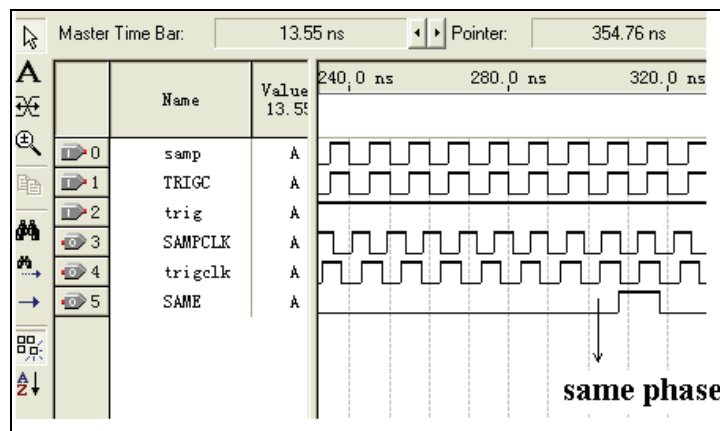 Master Time Bar: 13.55 ns Pointer: 354.76 ns
Name Value 13.55
240.0 ns 280.0 ns 320.0 ns
0 samp A
1 TRIGC A
2 trig A
3 SAMPCLK A
4 trigclk A
5 SAME A
same phase